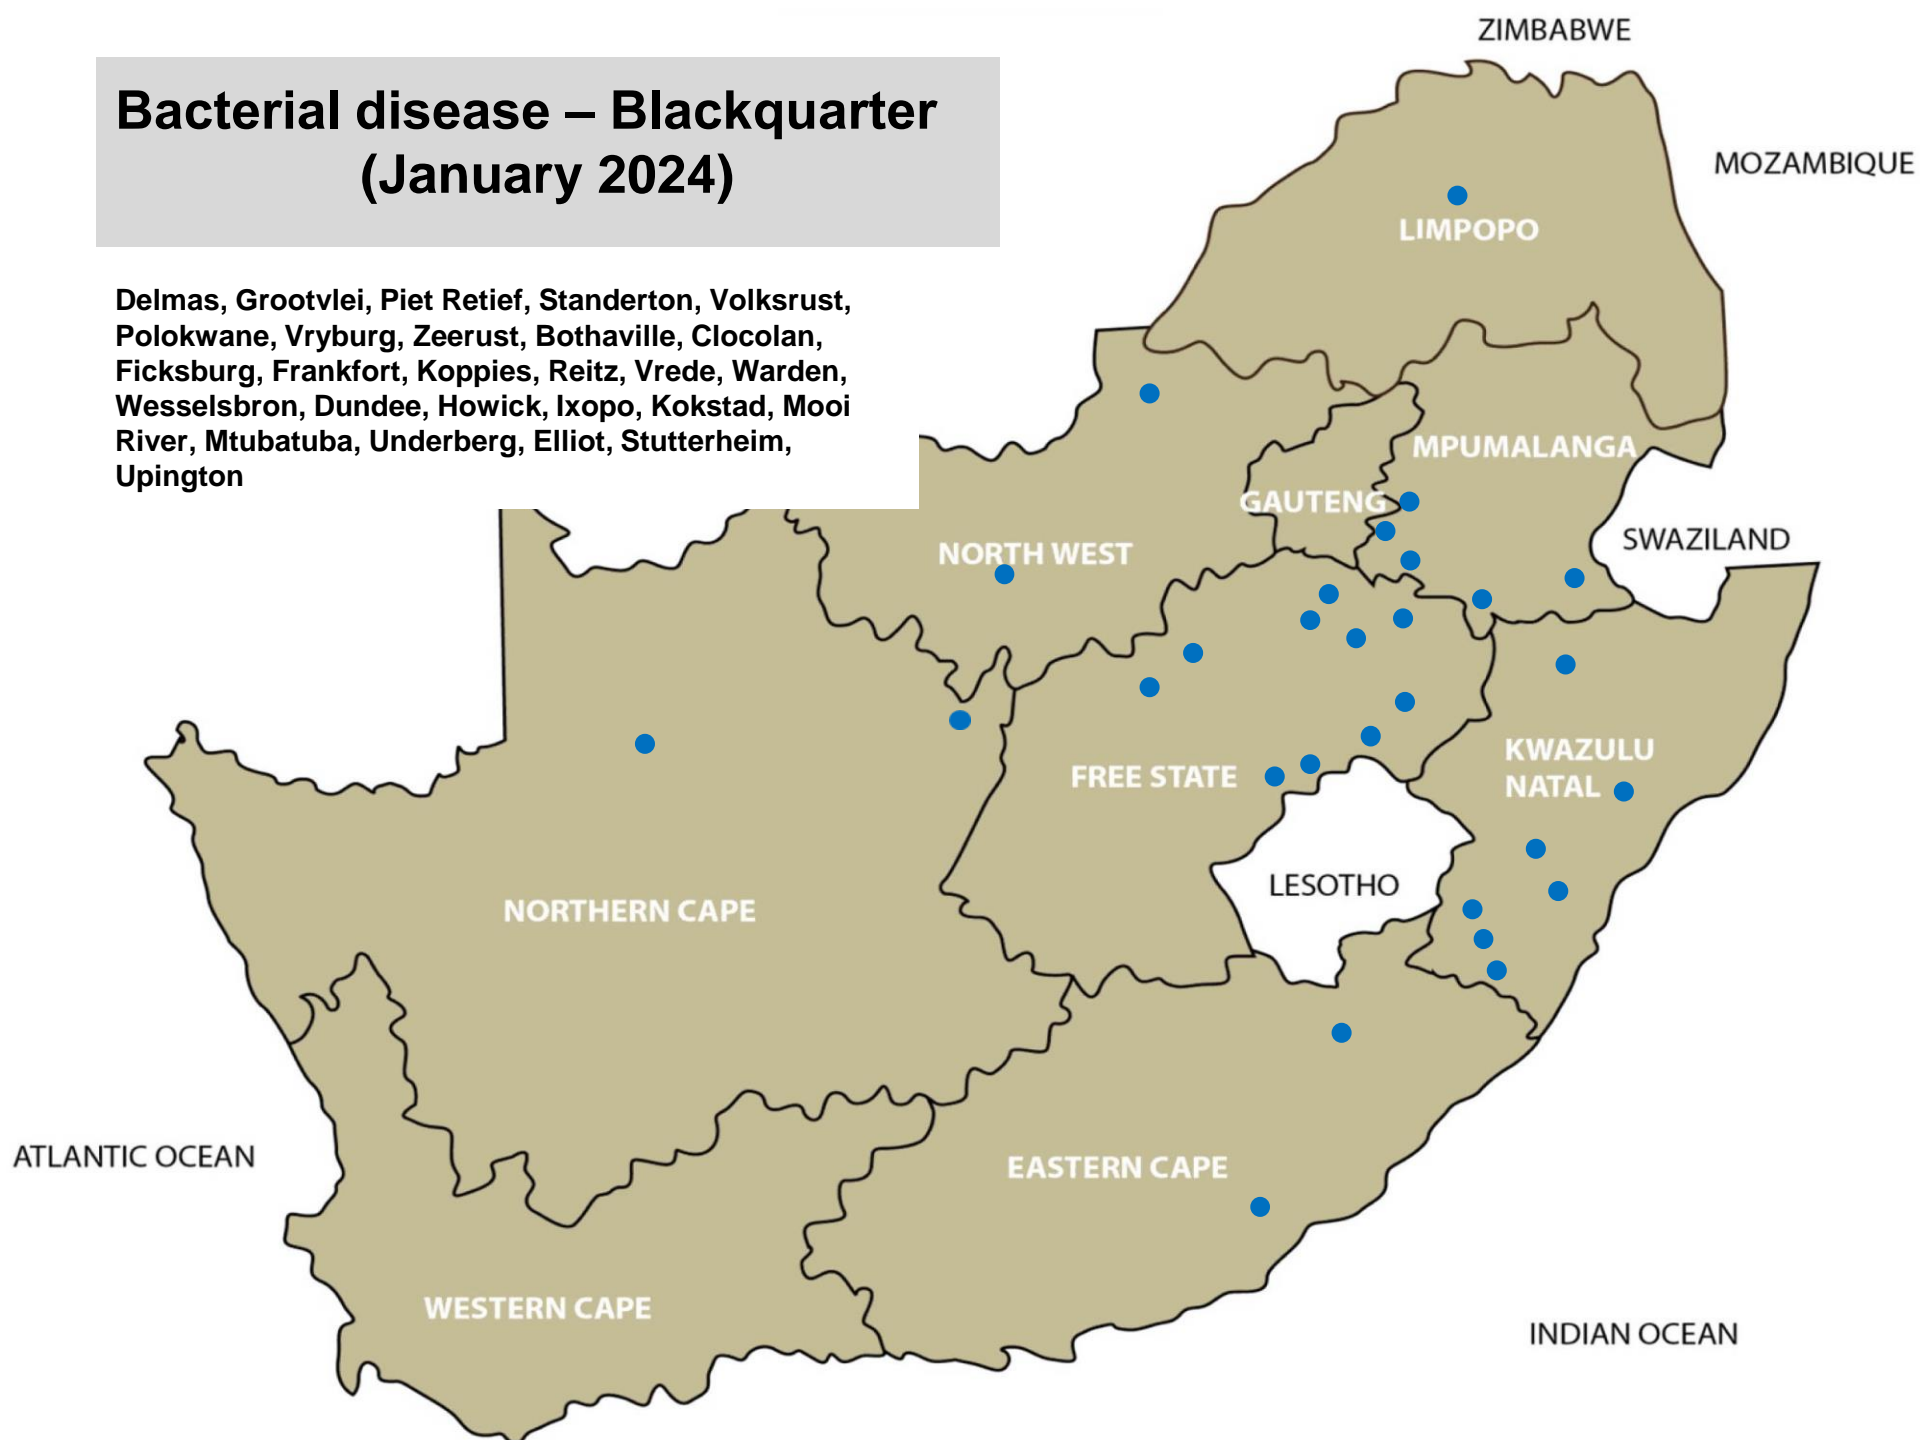 Bacterial disease – Blackquarter
(January 2024)
Delmas, Grootvlei, Piet Retief, Standerton, Volksrust,
Polokwane, Vryburg, Zeerust, Bothaville, Clocolan,
Ficksburg, Frankfort, Koppies, Reitz, Vrede, Warden,
Wesselsbron, Dundee, Howick, Ixopo, Kokstad, Mooi
River, Mtubatuba, Underberg, Elliot, Stutterheim,
Upington
ZIMBABWE
MOZAMBIQUE
LIMPOPO
MPUMALANGA
GAUTENG
SWAZILAND
NORTH WEST
KWAZULU
NATAL
FREE STATE
LESOTHO
NORTHERN CAPE
ATLANTIC OCEAN
EASTERN CAPE
WESTERN CAPE
INDIAN OCEAN